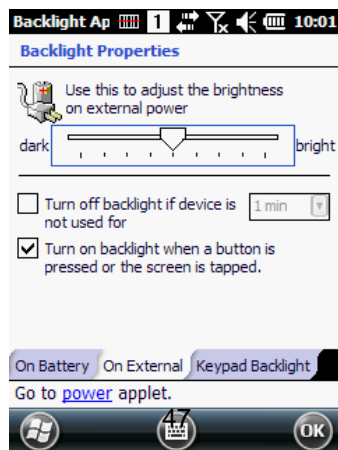 Backlight Ap 1 10:01
Backlight Properties
Use this to adjust the brightness
on external power
dark bright
Turn off backlight if device is 1 min
not used for
Turn on backlight when a button is
pressed or the screen is tapped.
On Battery On External Keypad Backlight
Go to power applet.
47
OK